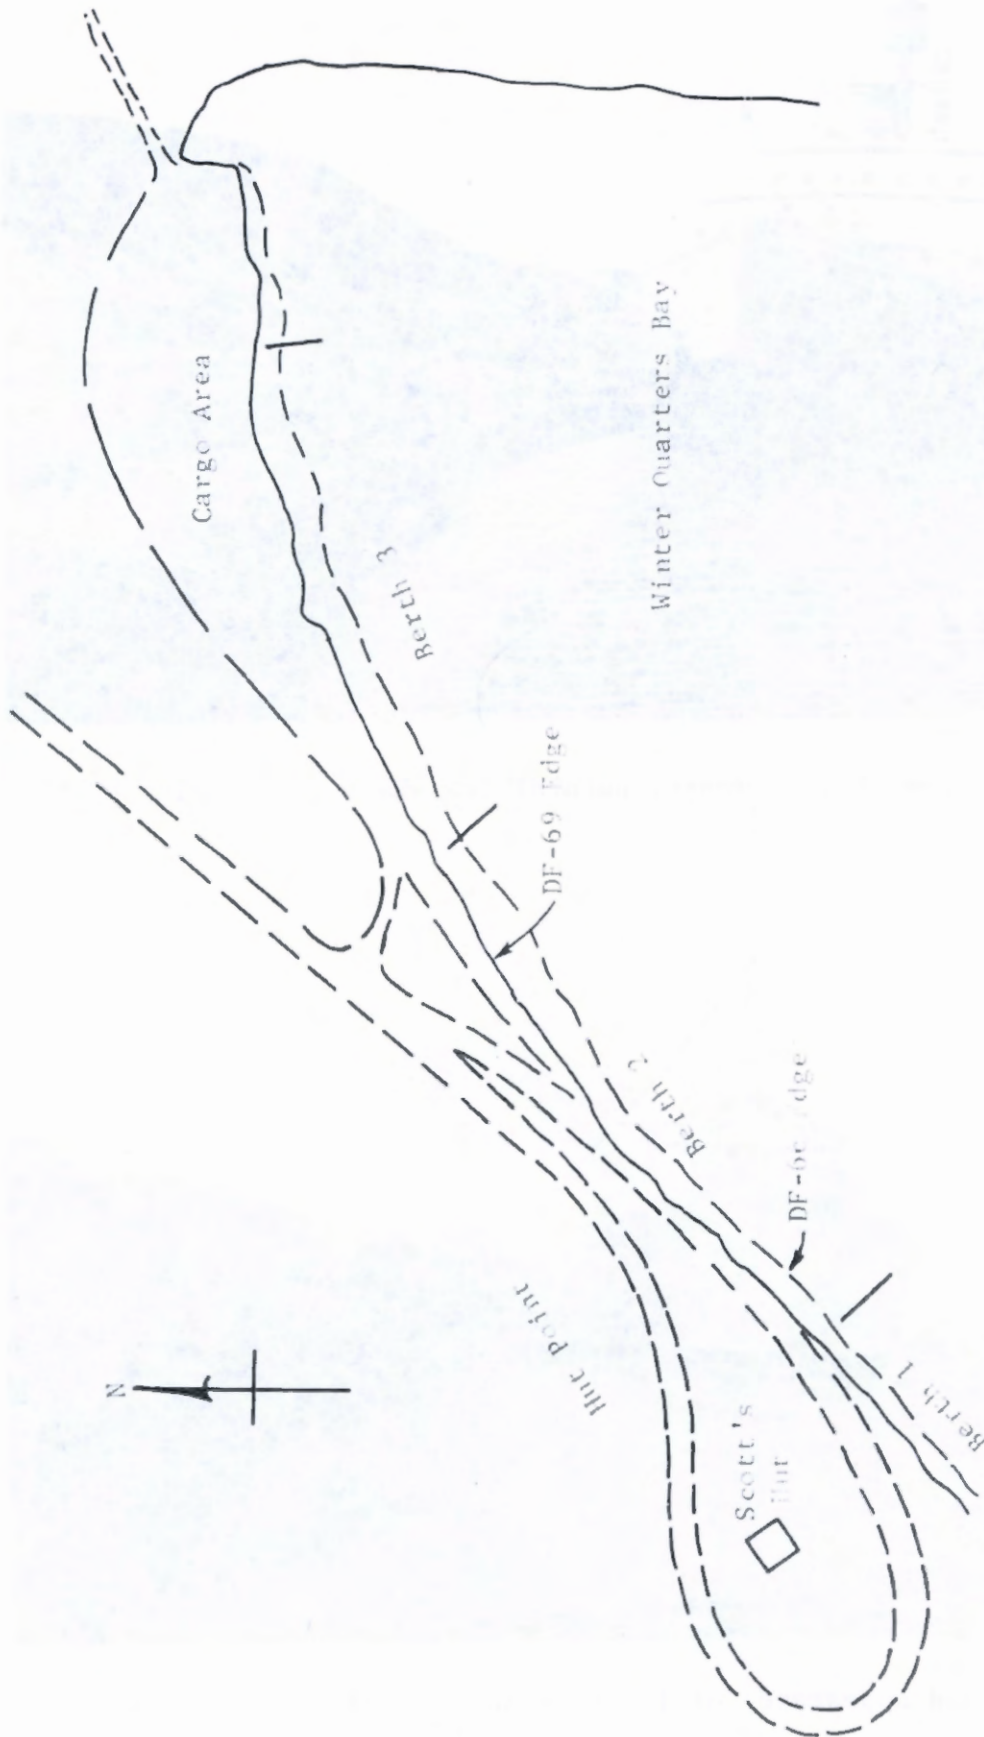 N
Cargo Area
Berth 3
Winter Quarters Bay
DF-69 Edge
Hut Point
Berth 2
Scott's
Hut
Berth 1